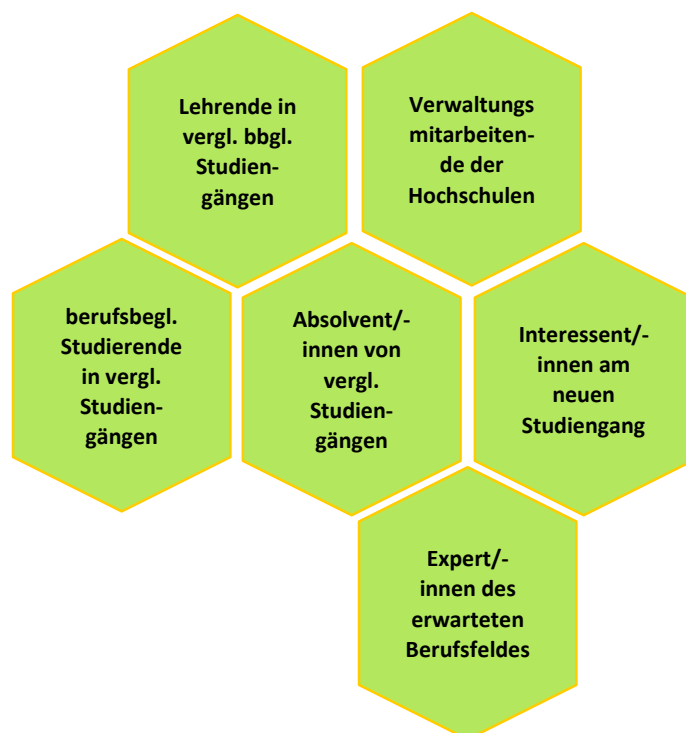 Lehrende in
vergl. bbgl.
Studien-
gängen
Verwaltungs
mitarbeiten-
de der
Hochschulen
berufsbegl.
Studierende
in vergl.
Studien-
gängen
Absolvent/-
innen von
vergl.
Studien-
gängen
Interessent/-
innen am
neuen
Studiengang
Expert/-
innen des
erwarteten
Berufsfeldes